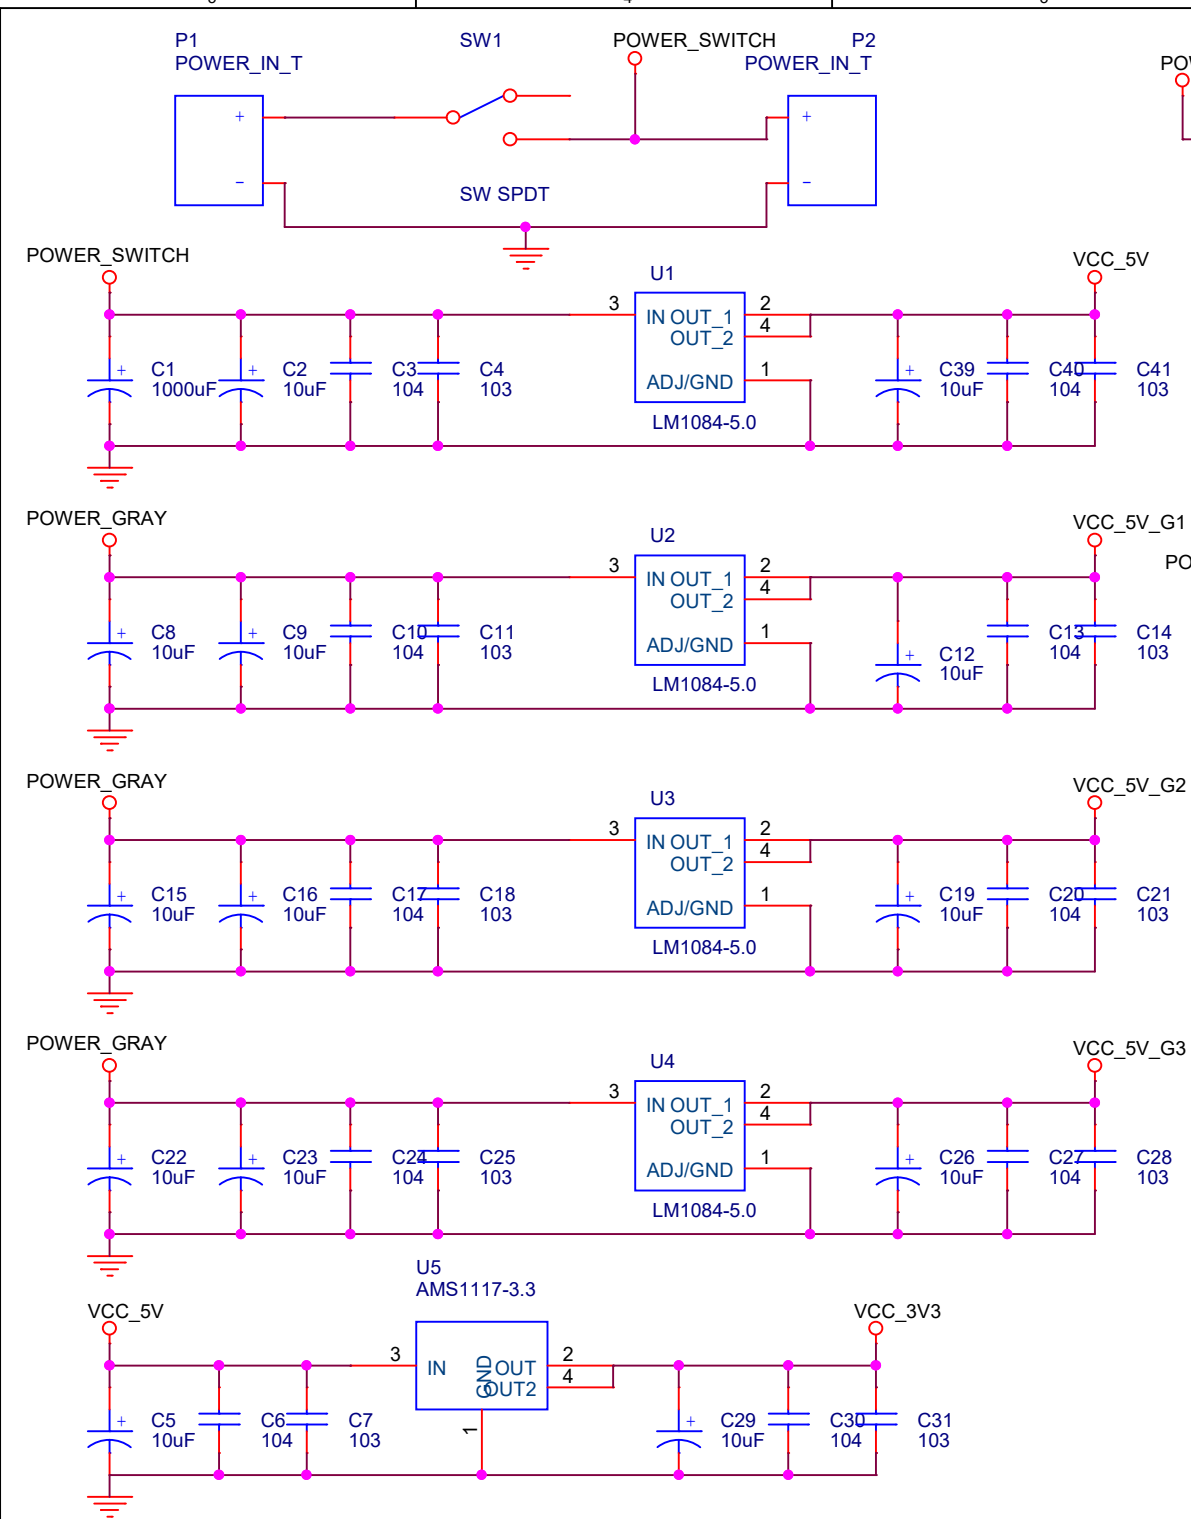 P1
POWER_IN_T
SW1
POWER_SWITCH
P2
POWER_IN_T
+
-
+
-
SW SPDT
POWER_SWITCH
U1
VCC_5V
3
IN OUT_1
OUT_2
ADJ/GND
2
4
1
LM1084-5.0
+
C1
1000uF
+
C2
10uF
C3
104
C4
103
+
C39
10uF
C40
104
C41
103
POWER_GRAY
U2
VCC_5V_G1
3
IN OUT_1
OUT_2
ADJ/GND
2
4
1
LM1084-5.0
+
C8
10uF
+
C9
10uF
C10
104
C11
103
+
C12
10uF
C13
104
C14
103
POWER_GRAY
U3
VCC_5V_G2
3
IN OUT_1
OUT_2
ADJ/GND
2
4
1
LM1084-5.0
+
C15
10uF
+
C16
10uF
C17
104
C18
103
+
C19
10uF
C20
104
C21
103
POWER_GRAY
U4
VCC_5V_G3
3
IN OUT_1
OUT_2
ADJ/GND
2
4
1
LM1084-5.0
+
C22
10uF
+
C23
10uF
C24
104
C25
103
+
C26
10uF
C27
104
C28
103
U5
AMS1117-3.3
VCC_5V
VCC_3V3
3
IN
GND
OUT
OUT2
2
4
1
+
C5
10uF
C6
104
C7
103
+
C29
10uF
C30
104
C31
103